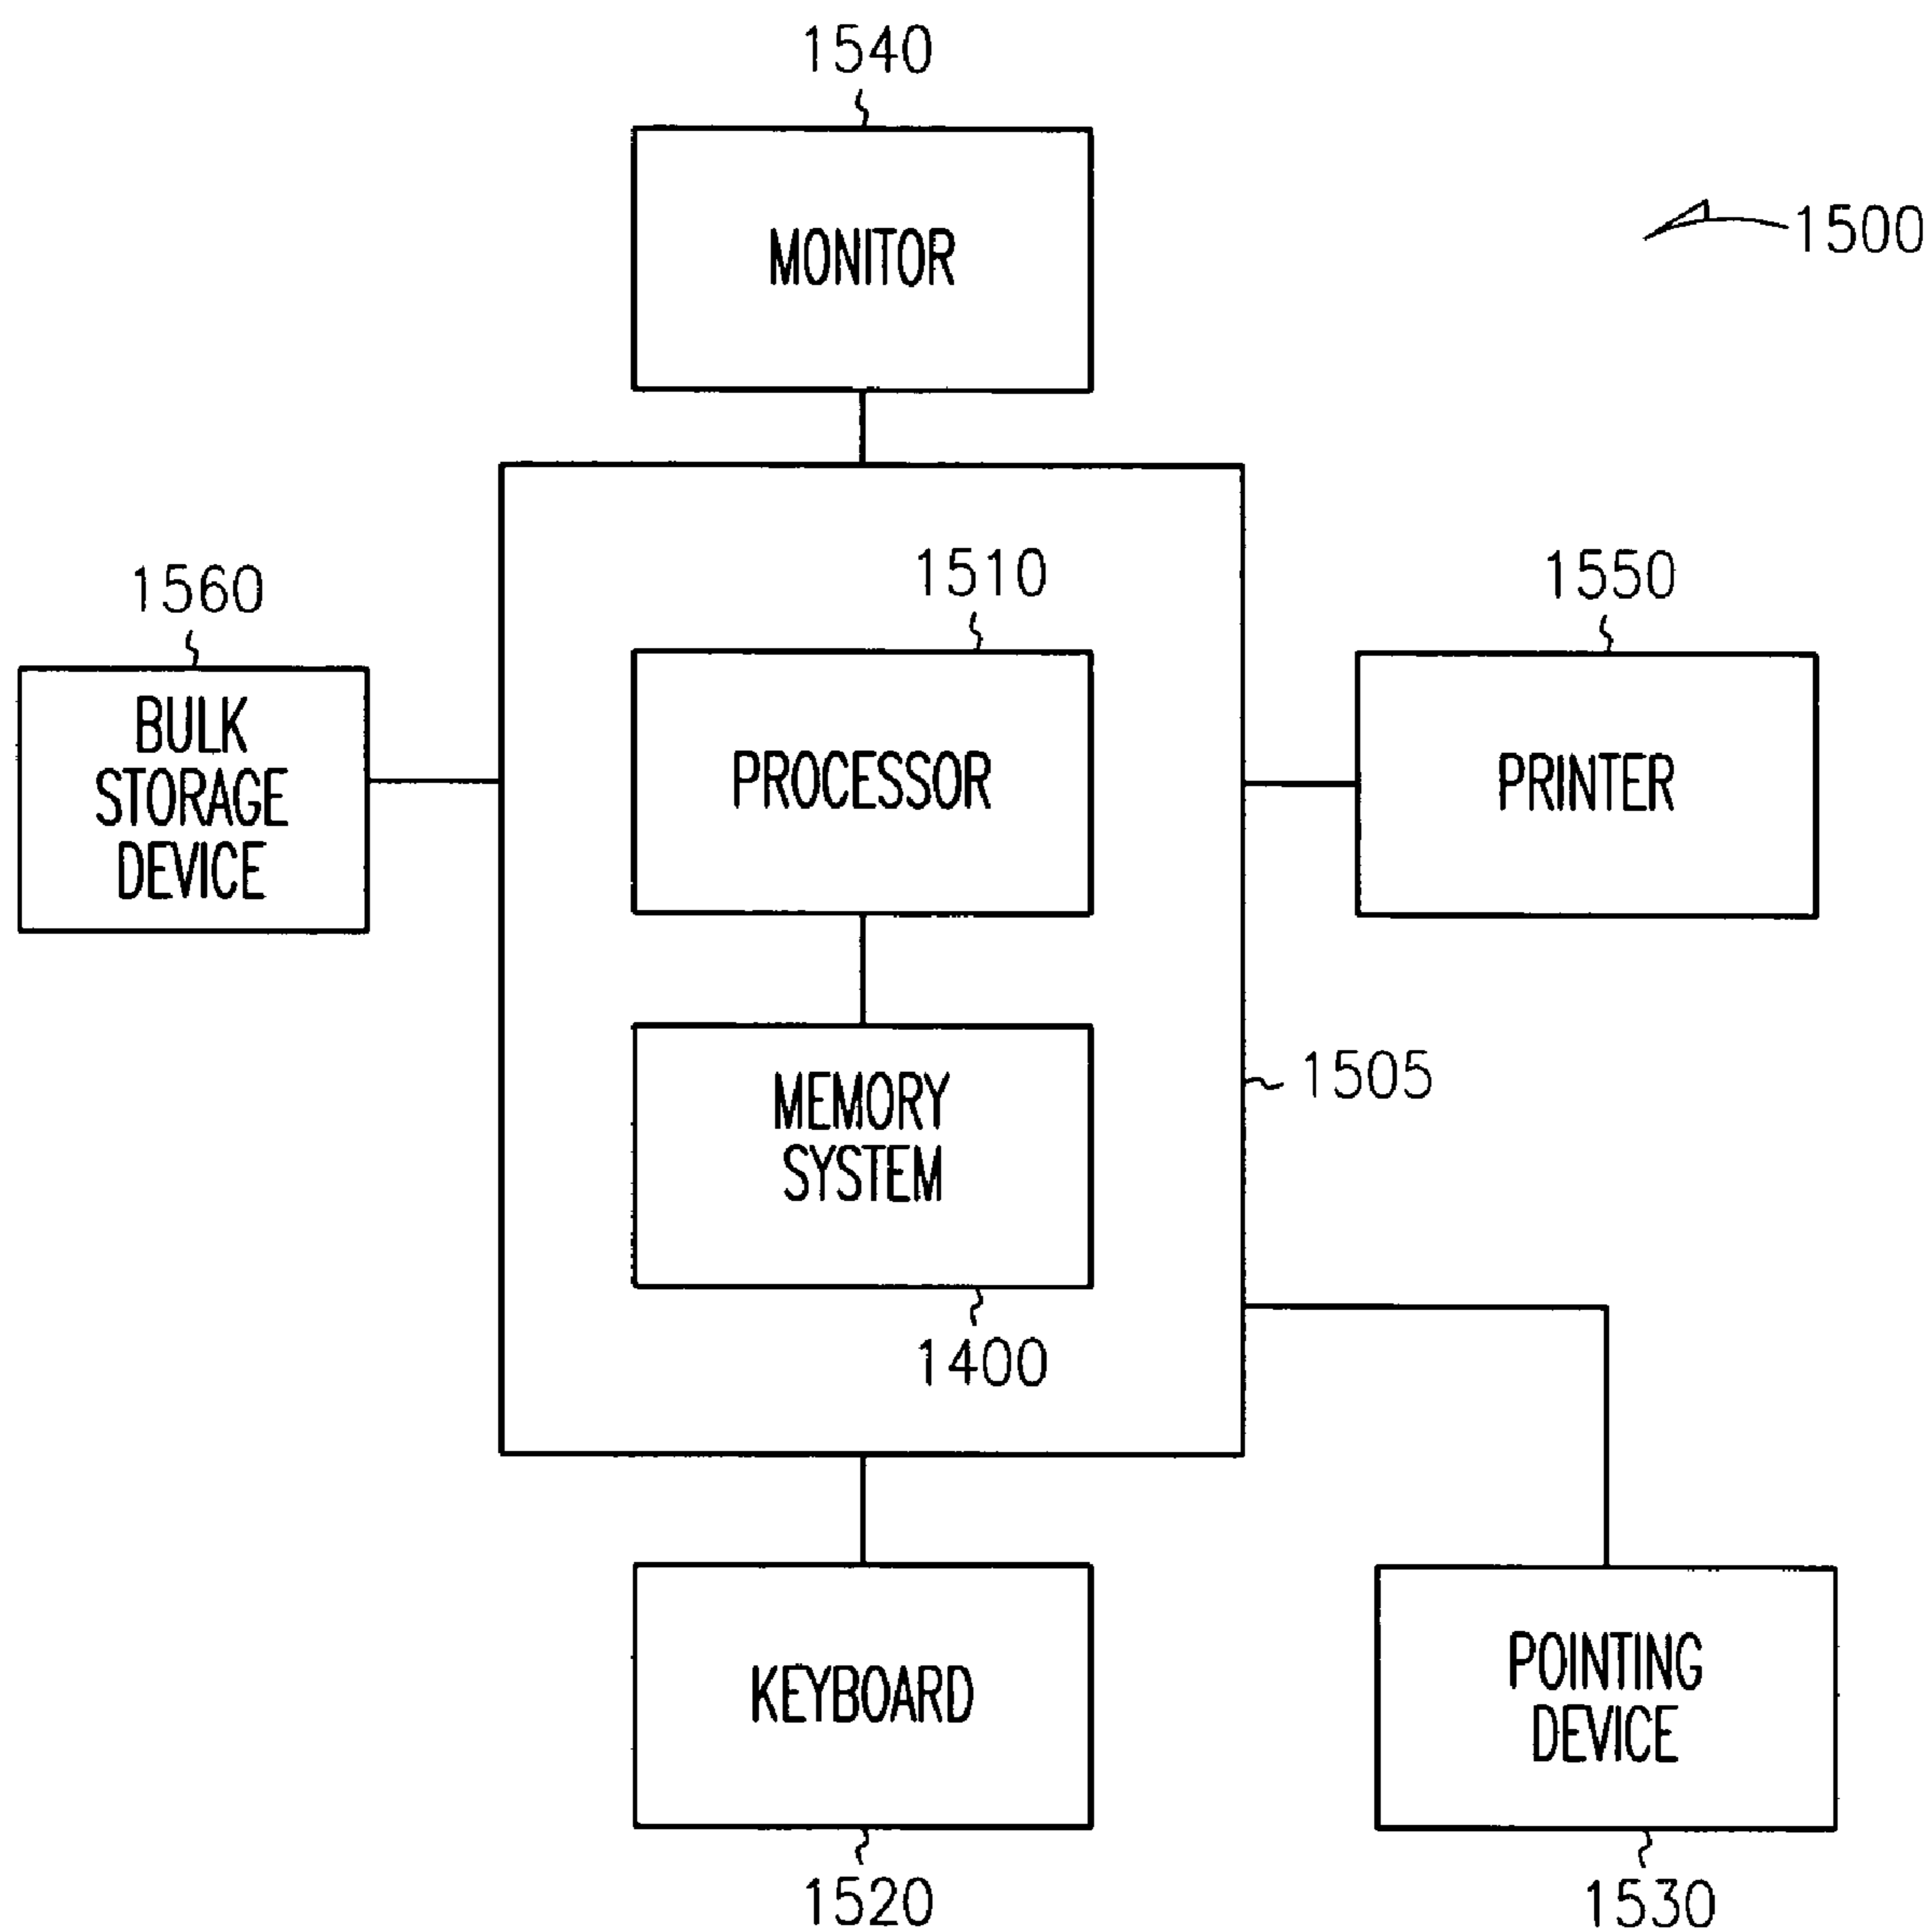 1540
MONITOR
1500
1560
BULK
STORAGE
DEVICE
1510
PROCESSOR
1550
PRINTER
MEMORY
SYSTEM
1505
1400
KEYBOARD
1520
POINTING
DEVICE
1530